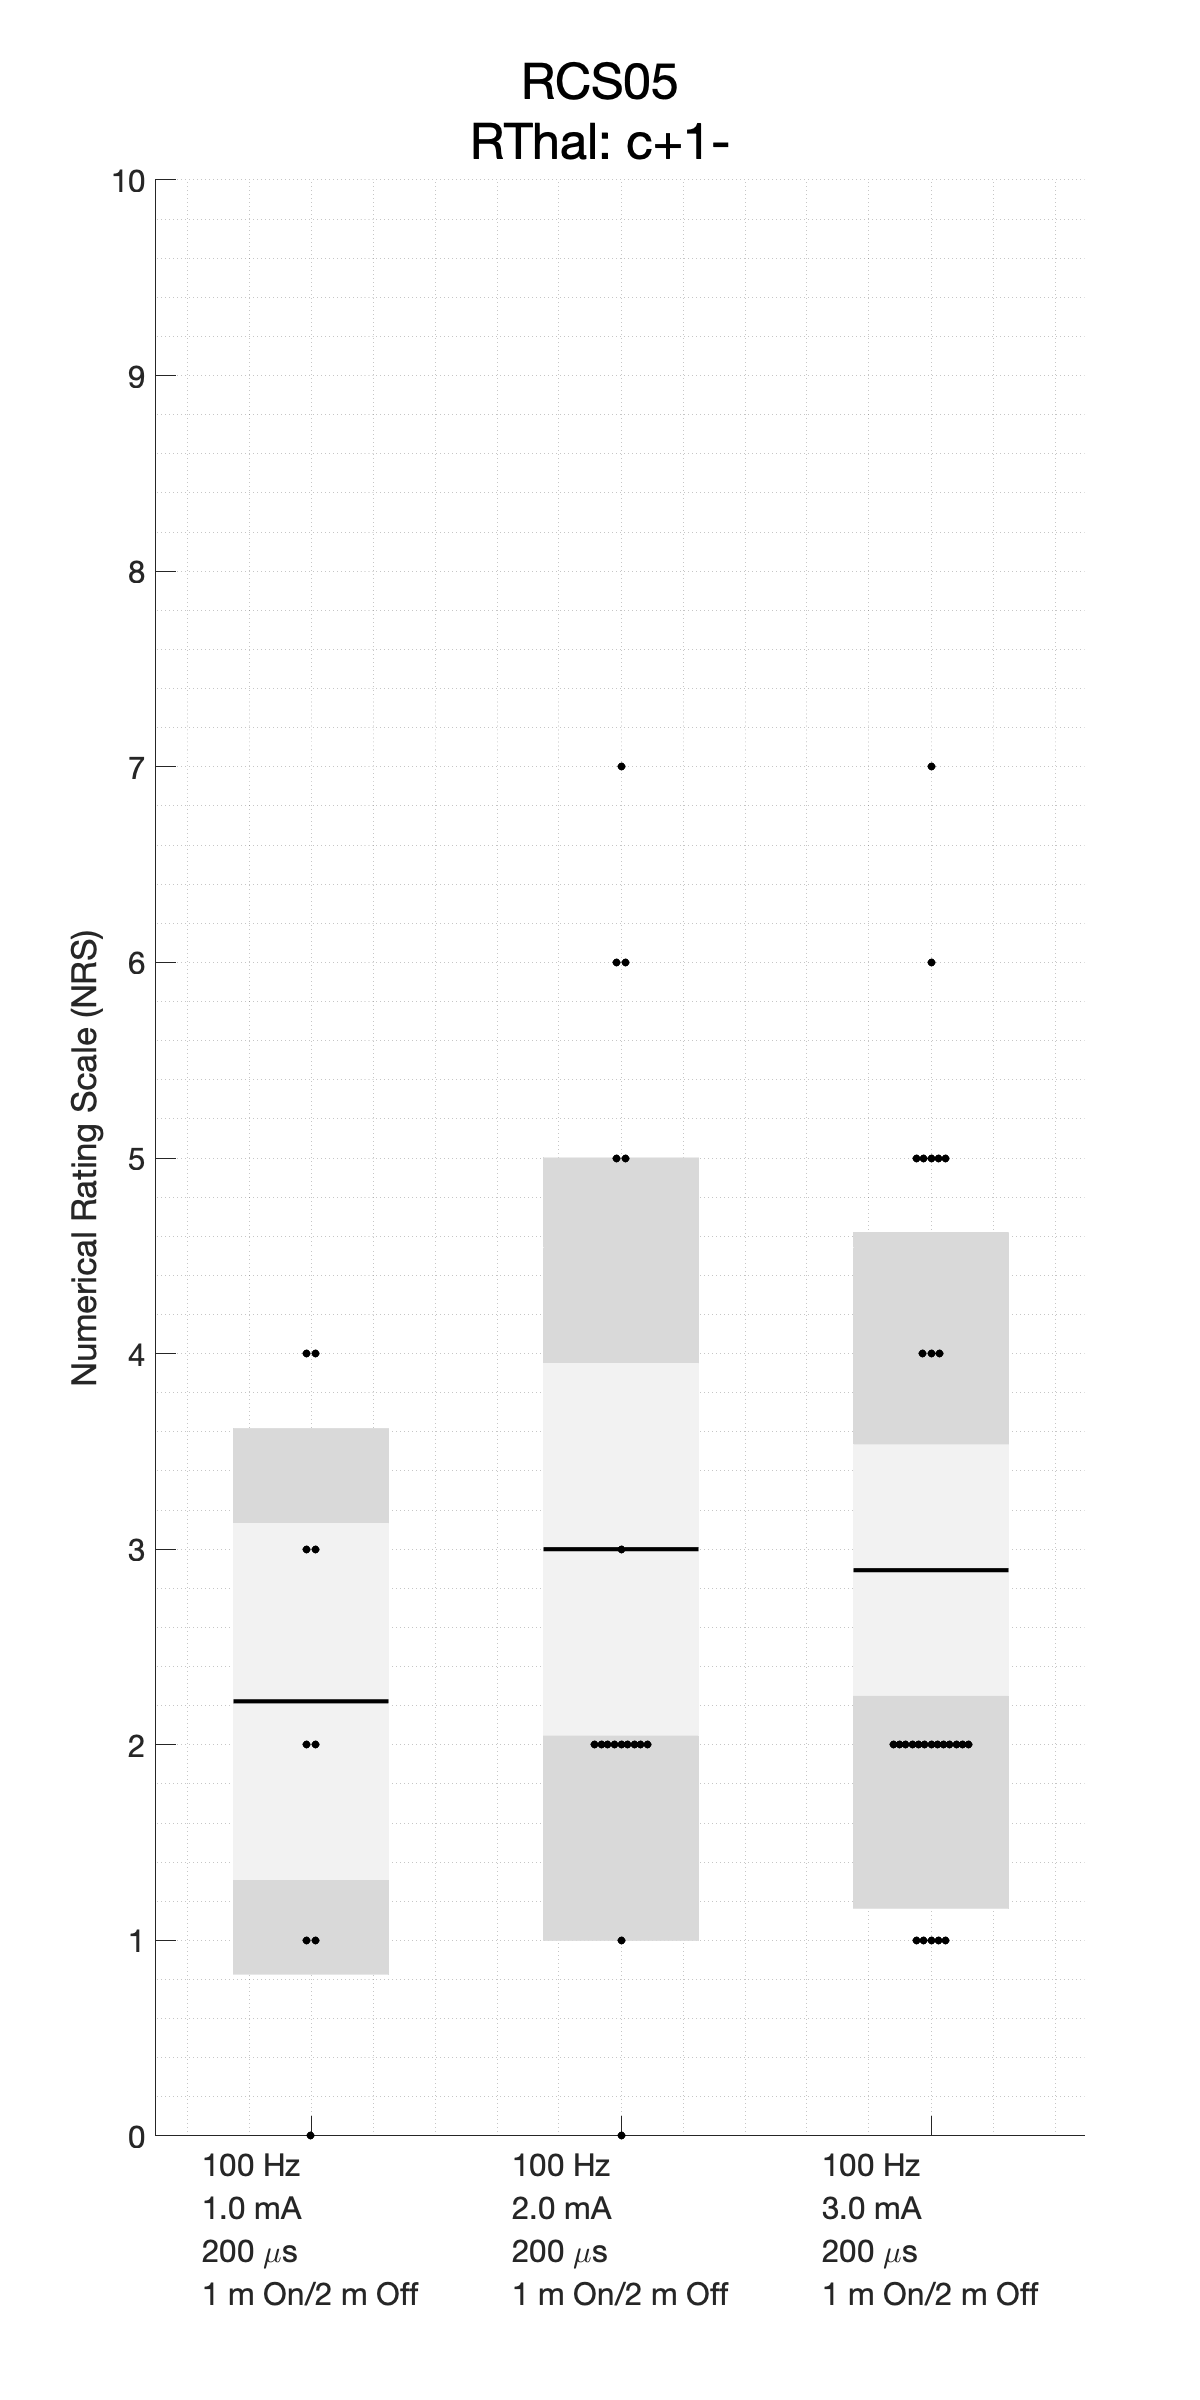 RCS05
RThal: c+1-
10
9
8
7
6
5
4
3
2
1
0
Numerical Rating Scale (NRS)
100 Hz
1.0 mA
200 μs
1 m On/2 m Off
100 Hz
2.0 mA
200 μs
1 m On/2 m Off
100 Hz
3.0 mA
200 μs
1 m On/2 m Off